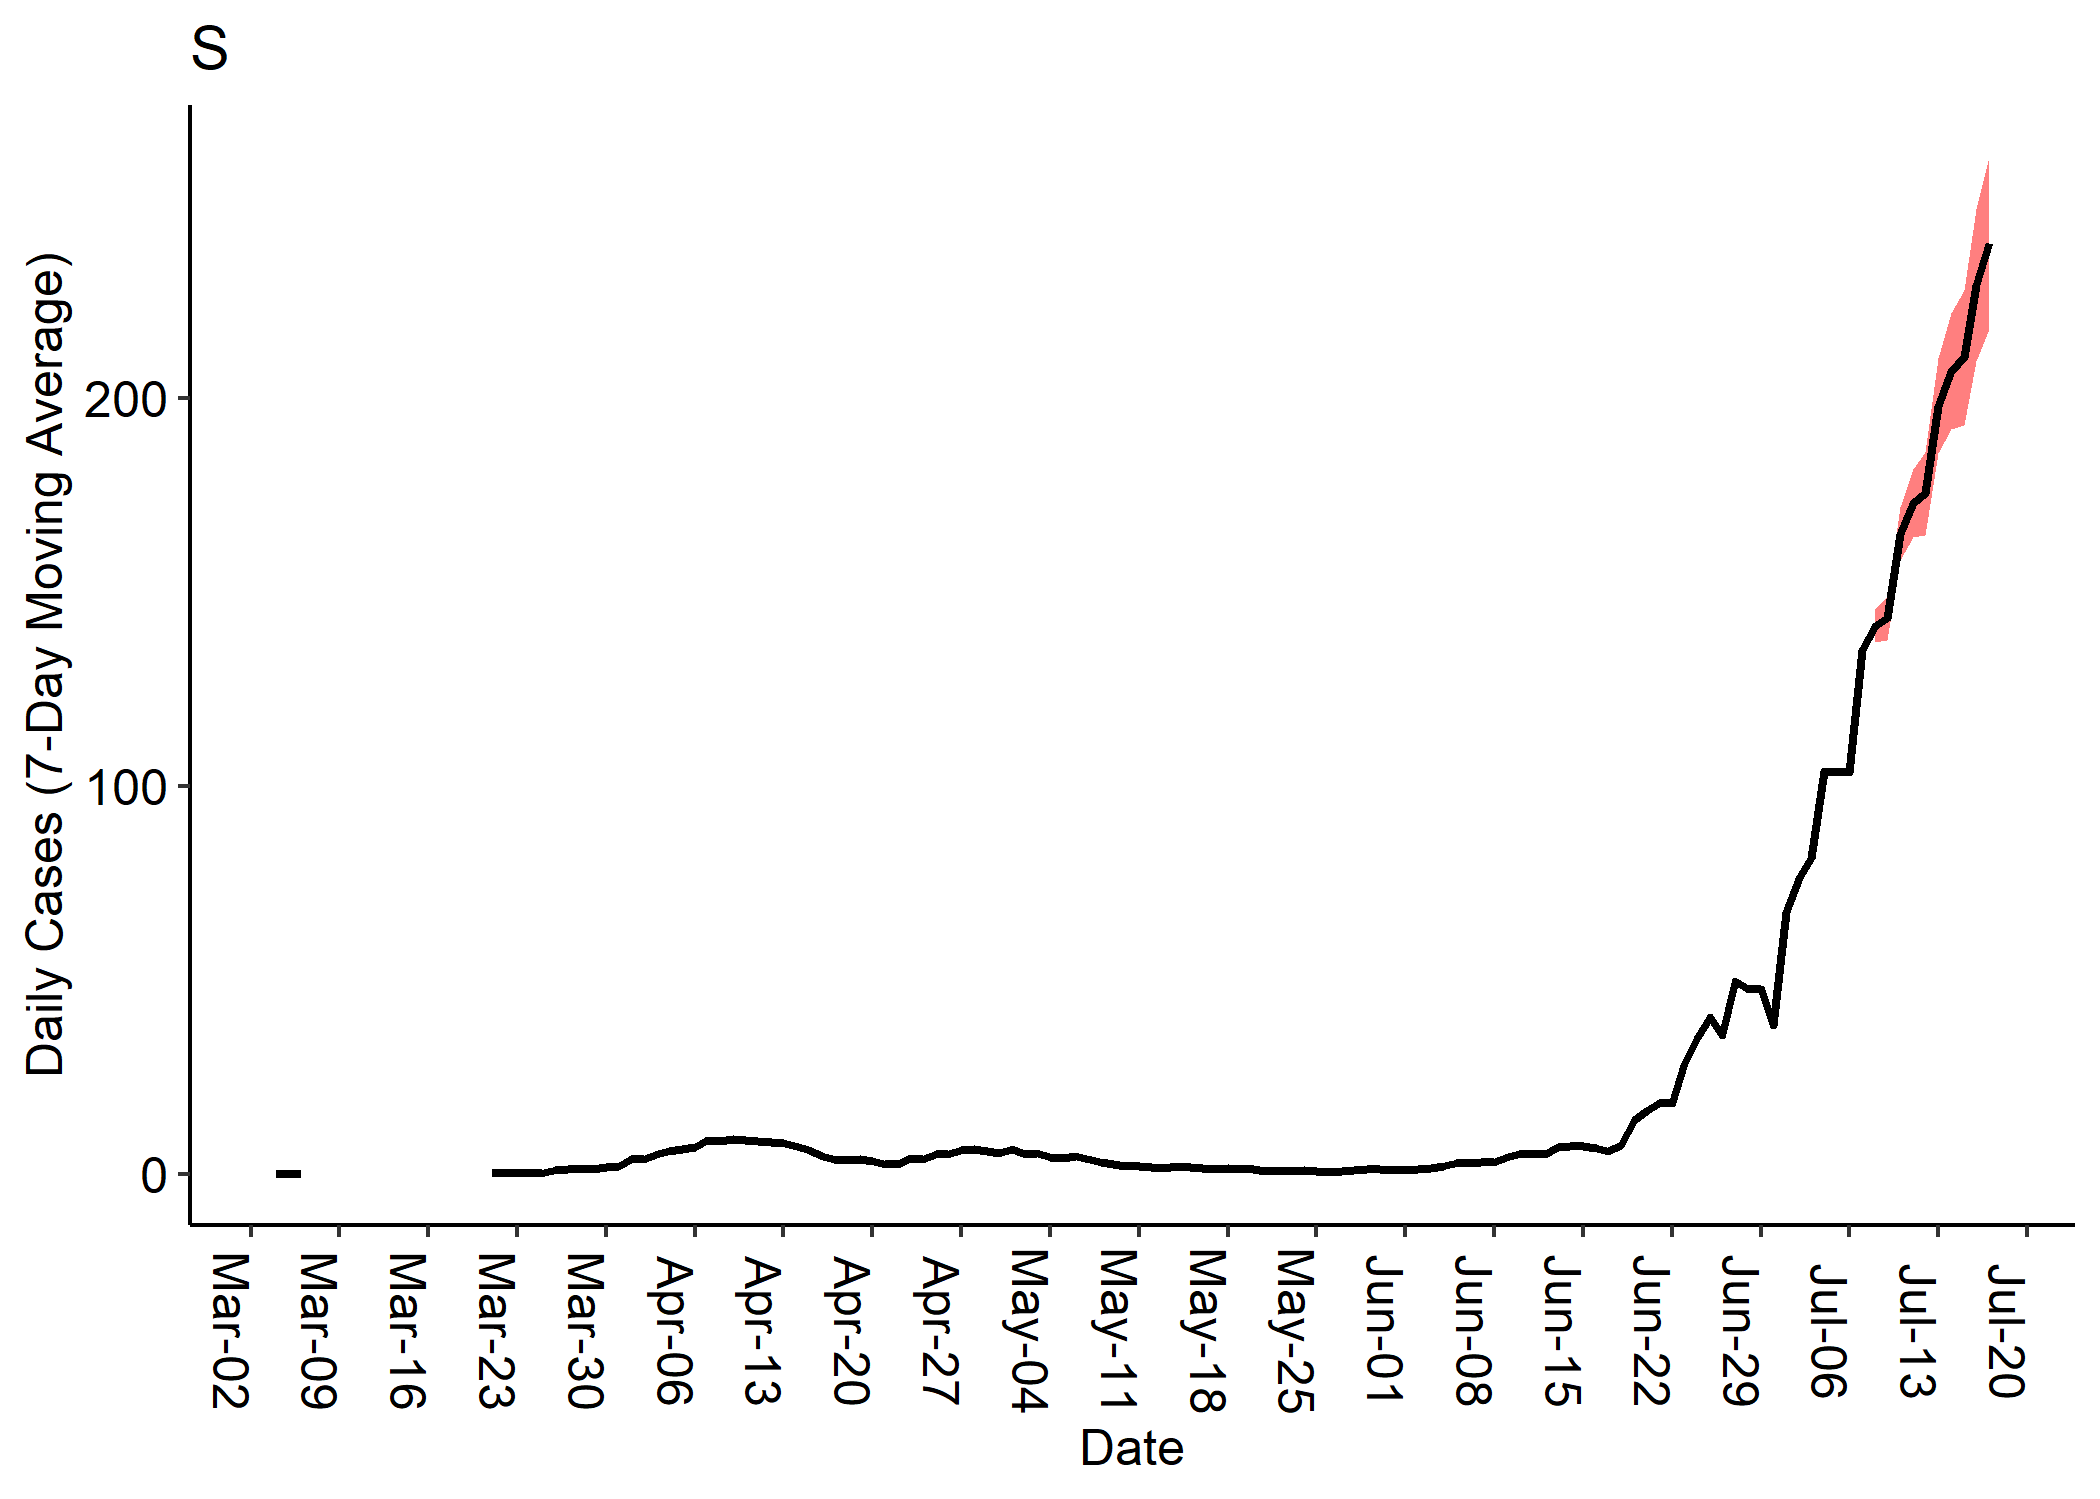 S
Daily Cases (7-Day Moving Average)
200
100
0
Mar-02
Mar-09
Mar-16
Mar-23
Mar-30
Apr-06
Apr-13
Apr-20
Apr-27
May-04
May-11
May-18
May-25
Jun-01
Jun-08
Jun-15
Jun-22
Jun-29
Jul-06
Jul-13
Jul-20
Date